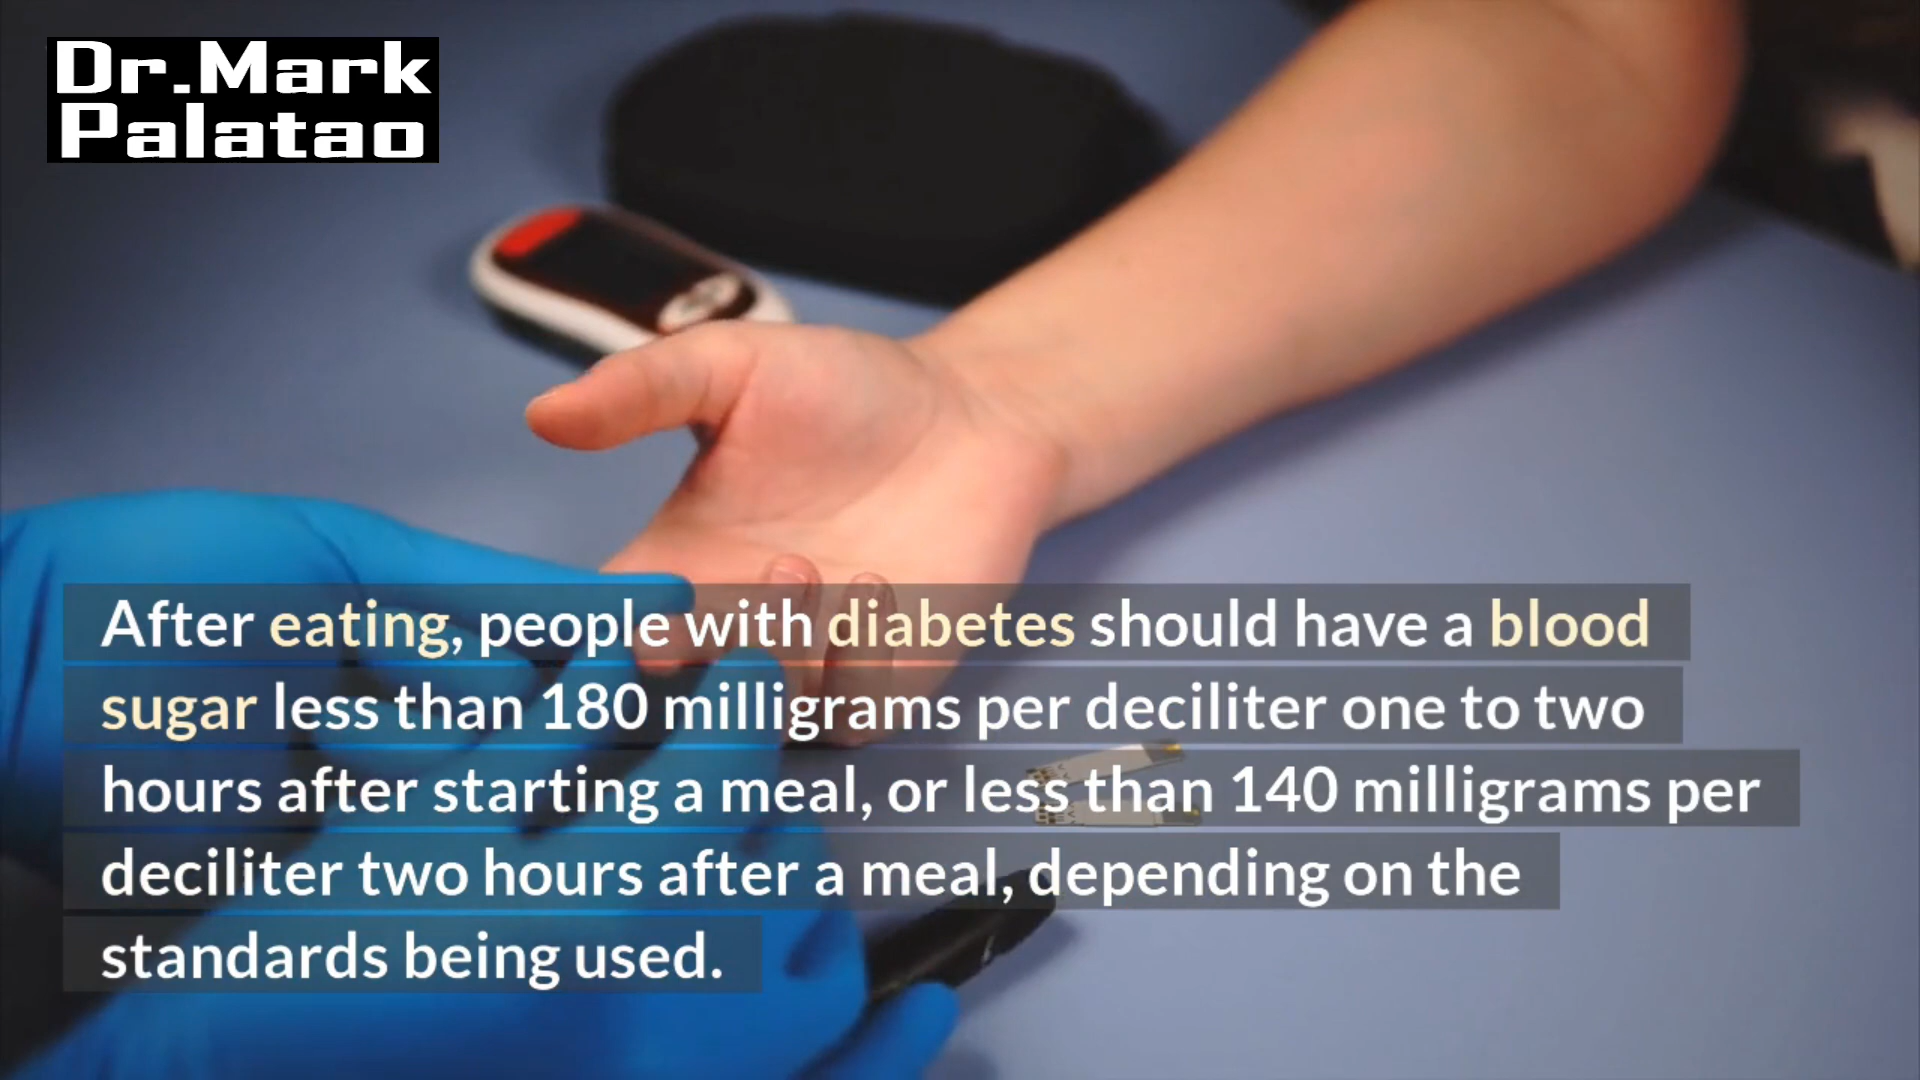 Dr.Mark
Palatao
After eating, people with diabetes should have a blood
sugar less than 180 milligrams per deciliter one to two
hours after starting a meal, or less than 140 milligrams per
deciliter two hours after a meal, depending on the
standards being used.